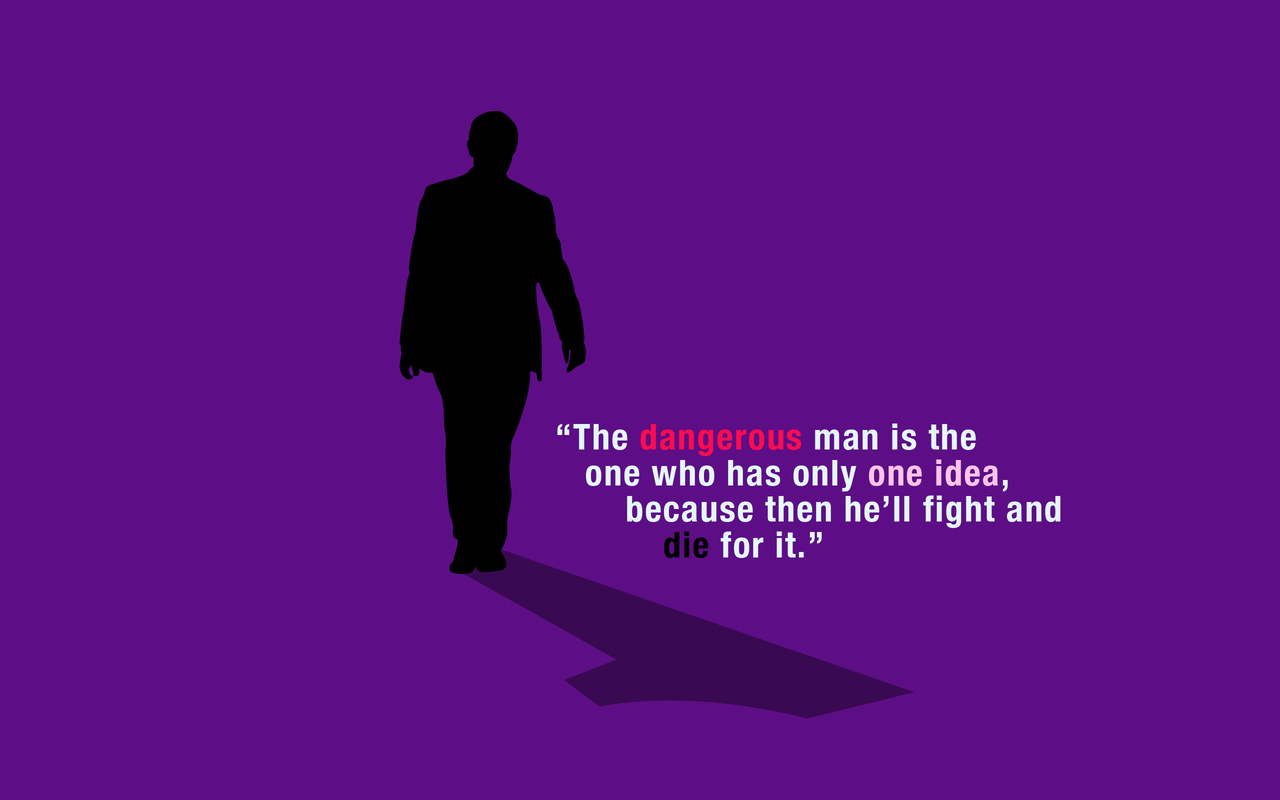 “The dangerous man is the
one who has only one idea,
because then he’ll fight and
die for it.”